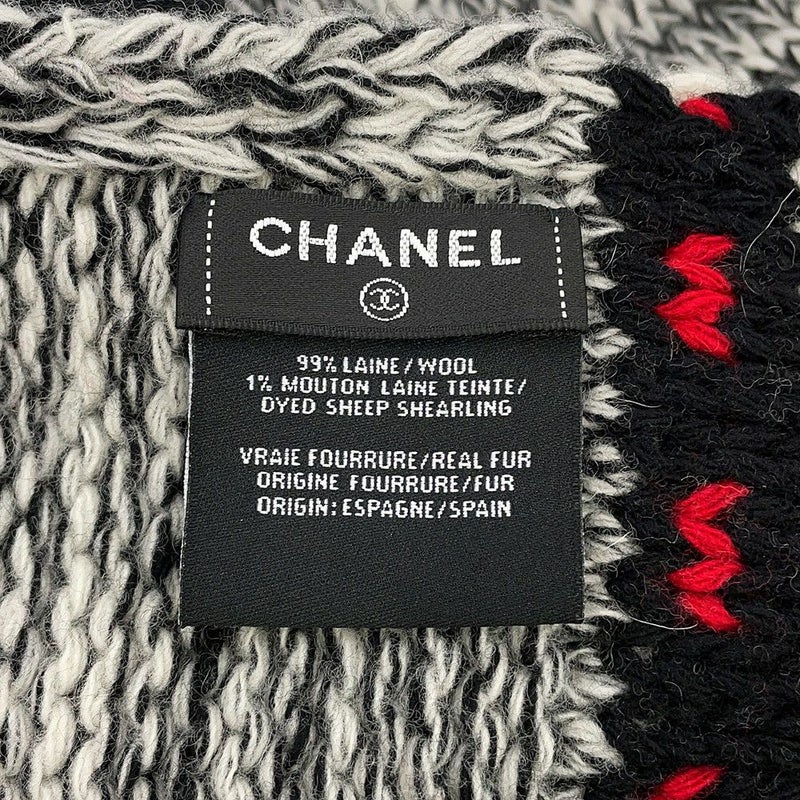 CHANEL
99% LAINE/WOOL
1% MOUTON LAINE TEINTE/
DYED SHEEP SHEARLING
VRAIE FOURRURE/REAL FUR
ORIGINE FOURRURE/FUR
ORIGIN: ESPAGNE/SPAIN